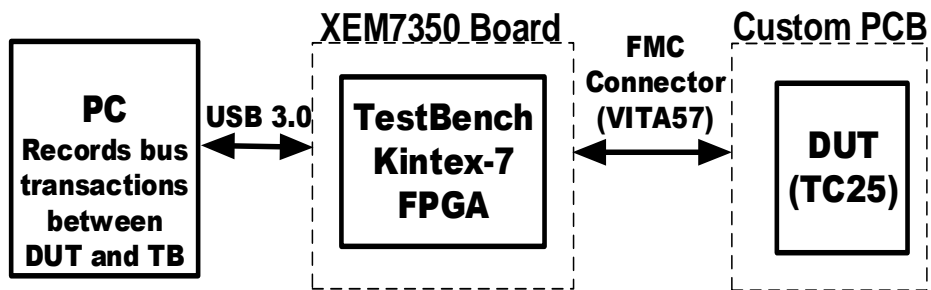 XEM7350 Board
Custom PCB
PC
Records bus
transactions
between
DUT and TB
USB 3.0
TestBench
Kintex-7
FPGA
FMC
Connector
(VITA57)
DUT
(TC25)